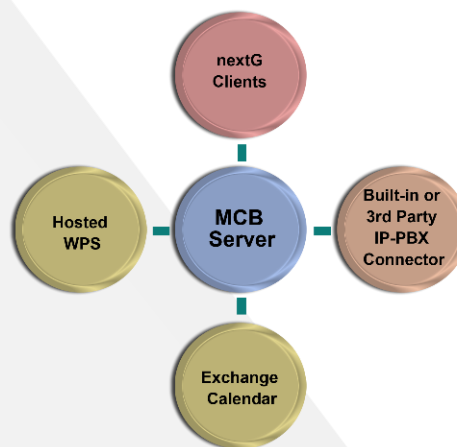 nextG
Clients
Hosted
WPS
MCB
Server
Built-in or
3rd Party
IP-PBX
Connector
Exchange
Calendar